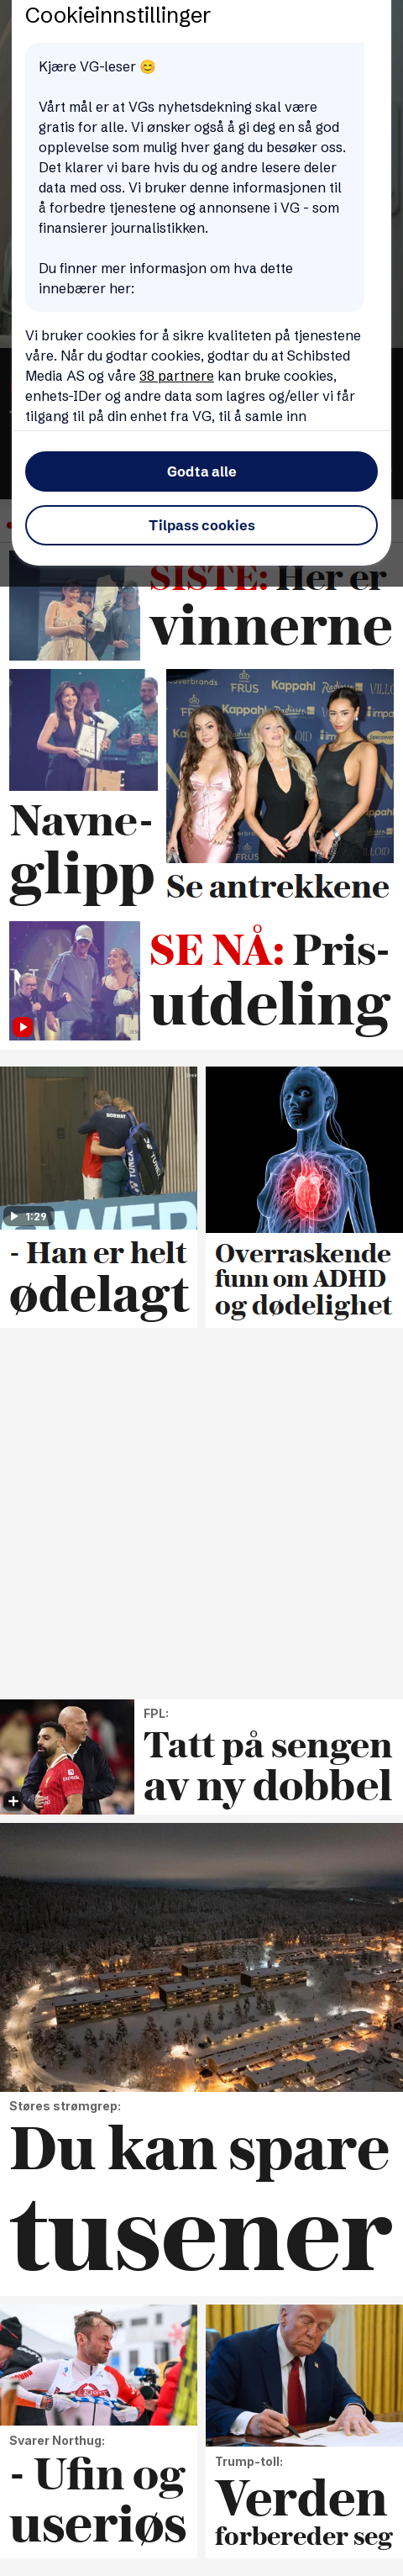 Cookieinnstillinger
Kjære VG-leser 😊
Vårt mål er at VGs nyhetsdekning skal være
gratis for alle. Vi ønsker også å gi deg en så god
opplevelse som mulig hver gang du besøker oss.
Det klarer vi bare hvis du og andre lesere deler
data med oss. Vi bruker denne informasjonen til
å forbedre tjenestene og annonsene i VG - som
finansierer journalistikken.
Du finner mer informasjon om hva dette
innebærer her:
Vi bruker cookies for å sikre kvaliteten på tjenestene
våre. Når du godtar cookies, godtar du at Schibsted
Media AS og våre 38 partnere kan bruke cookies,
enhets-IDer og andre data som lagres og/eller vi får
tilgang til på din enhet fra VG, til å samle inn
Godta alle
Tilpass cookies
SISTE: Her er
vinnerne
FRUS
Kappahl
Radisson
Navne-
glipp
Se antrekkene
SE NÅ: Pris-
utdeling
NORWAY
YONEX
1:29
- Han er helt
ødelagt
Overraskende
funn om ADHD
og dødelighet
FPL:
Tatt på sengen
av ny dobbel
Støres strømgrep:
Du kan spare
tusener
Svarer Northug:
- Ufin og
useriøs
Trump-toll:
Verden
forbereder seg